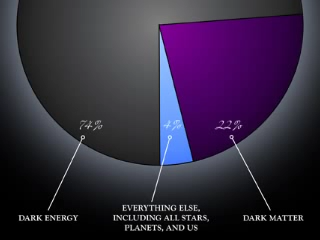 74% 4% 22%
DARK ENERGY
EVERYTHING ELSE,
INCLUDING ALL STARS,
PLANETS, AND US
DARK MATTER